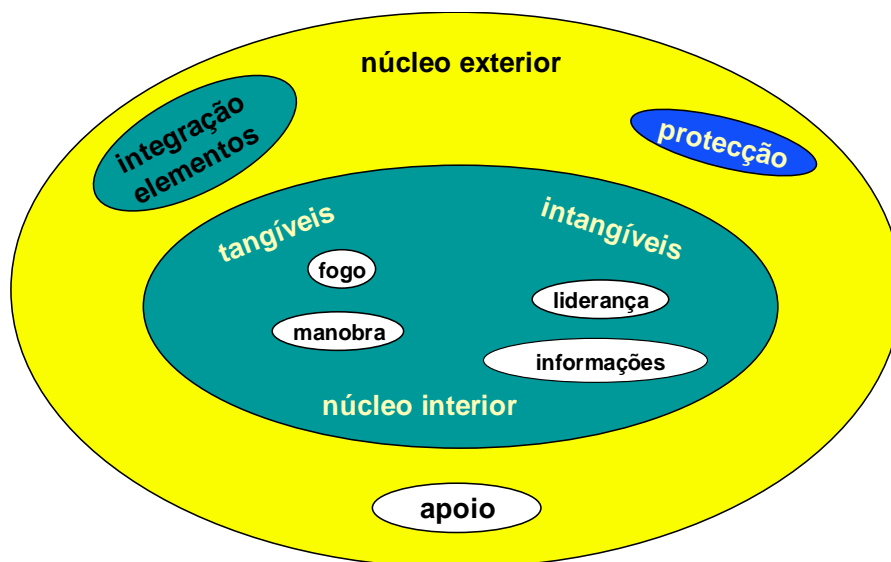 núcleo exterior
integração
elementos
protecção
tangíveis
intangíveis
fogo
liderança
manobra
informações
núcleo interior
apoio